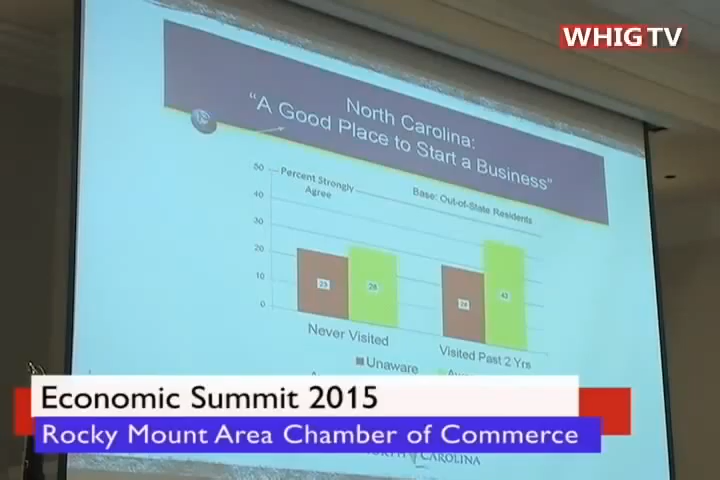 WHIG TV
North Carolina:
"A Good Place to Start a Business"
50
Percent Strongly
Agree
Base: Out-of-State Residents
40
30
20
10
0
23
Never Visited
Visited Past 2 Yrs
Unaware
Economic Summit 2015
Rocky Mount Area Chamber of Commerce
CAROLINA